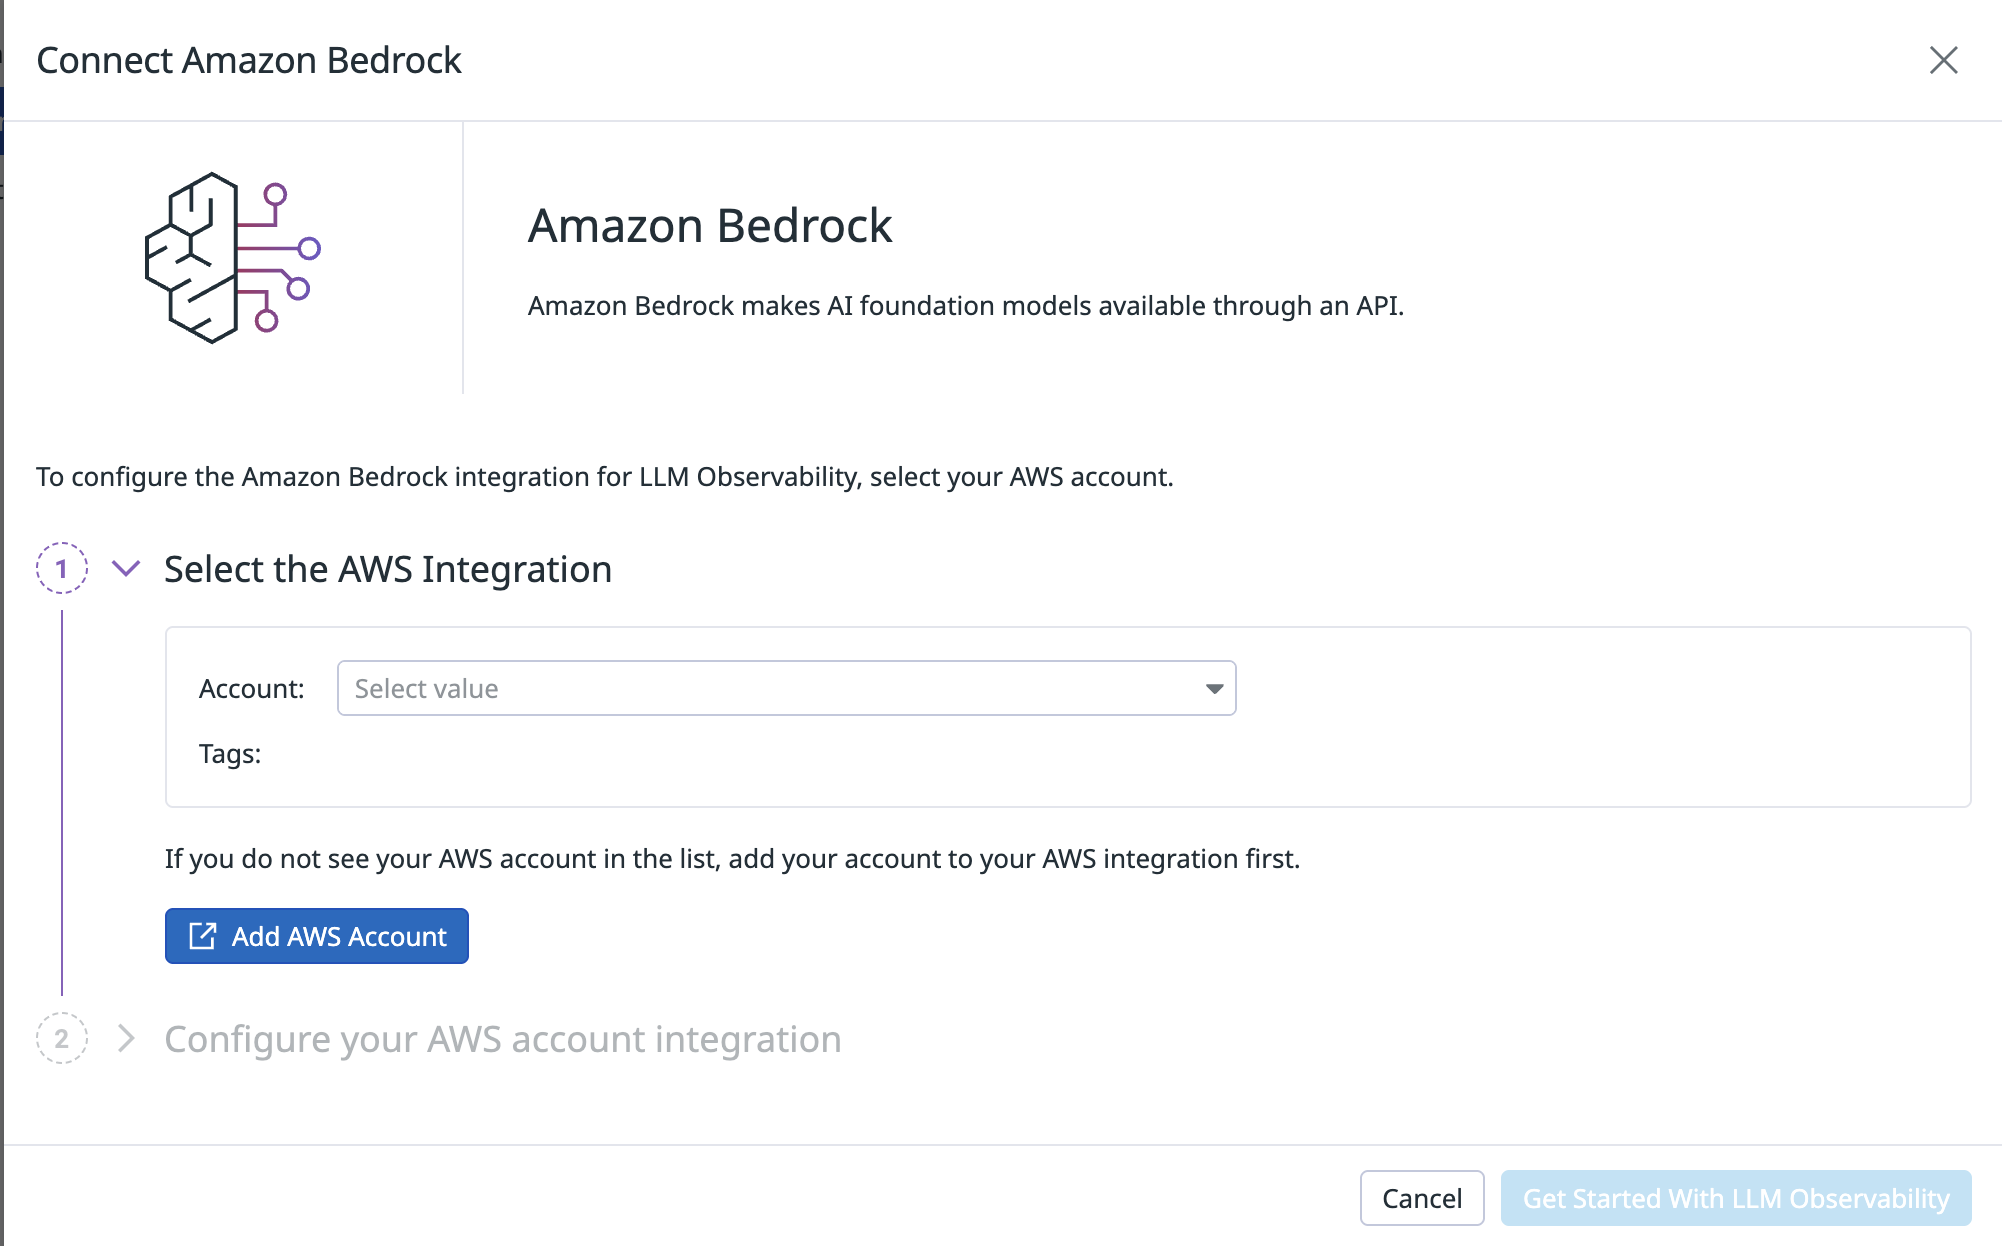 Connect Amazon Bedrock
Amazon Bedrock
Amazon Bedrock makes AI foundation models available through an API.
To configure the Amazon Bedrock integration for LLM Observability, select your AWS account.
1 Select the AWS Integration
Account: Select value
Tags:
If you do not see your AWS account in the list, add your account to your AWS integration first.
Add AWS Account
2 Configure your AWS account integration
Cancel Get Started With LLM Observability